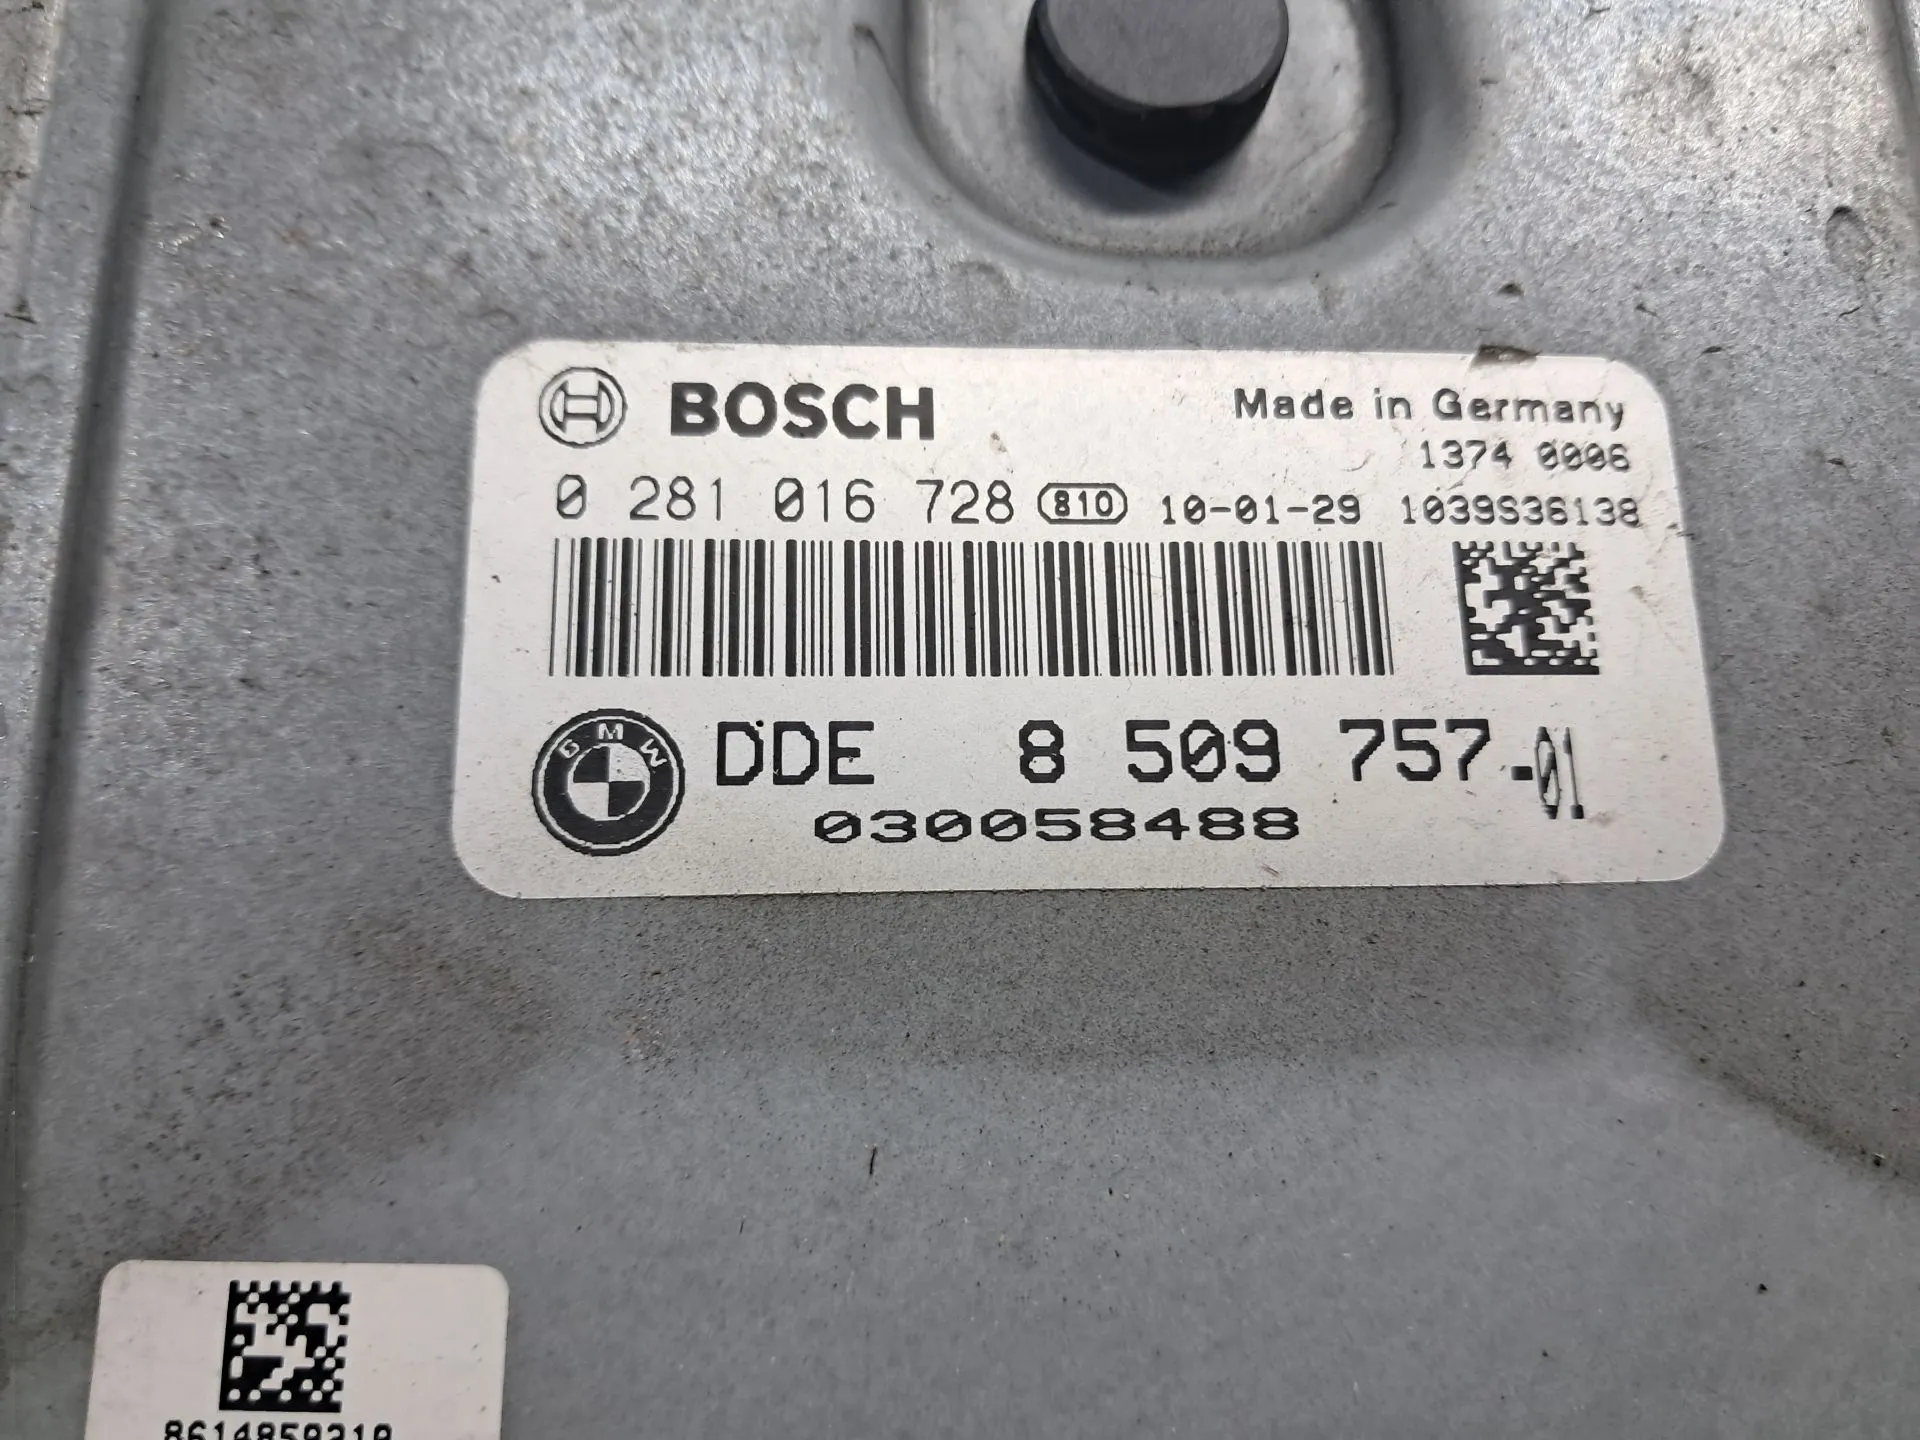 BOSCH
Made in Germany
1374 0006
0 281 016 728 810 10-01-29 1039S36138
BMW DDE 8 509 757.-01
030058488